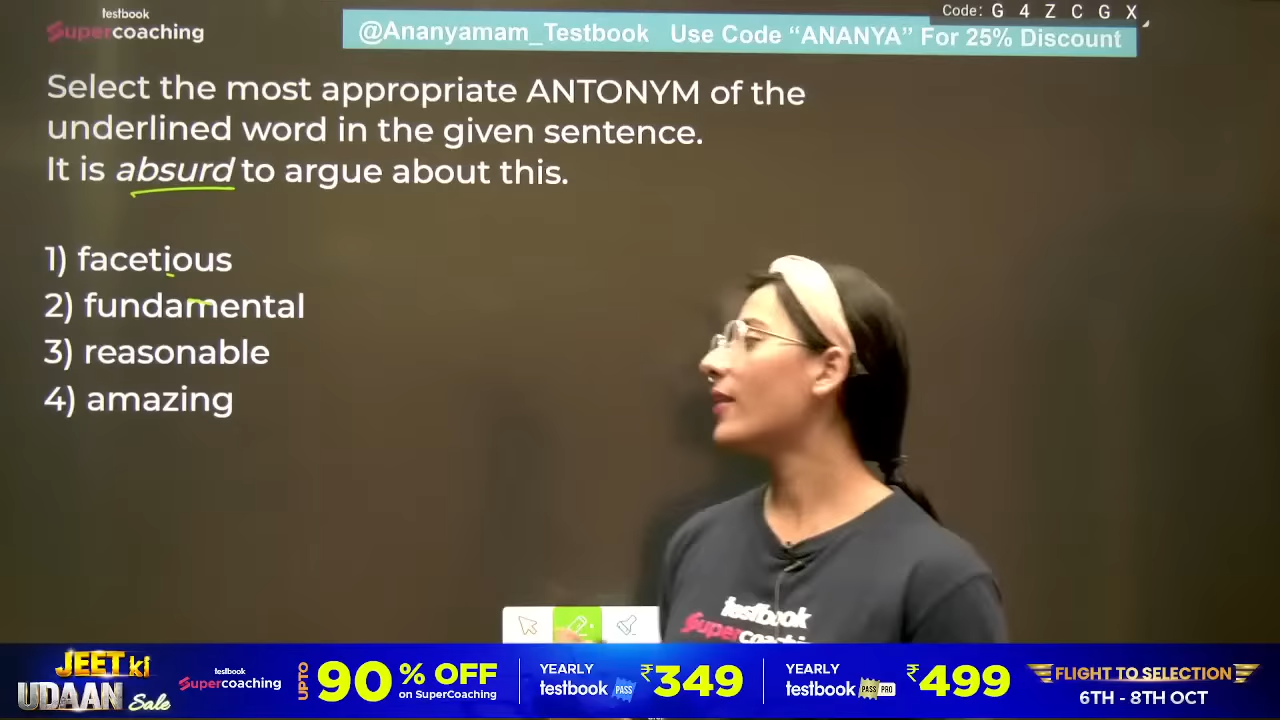 testbook
Supercoaching
@Ananyamam_Testbook Use Code “ANANYA” For 25% Discount
Code: G 4 Z C G X
Select the most appropriate ANTONYM of the
underlined word in the given sentence.
It is absurd to argue about this.
1) facetious
2) fundamental
3) reasonable
4) amazing
testbook
Supercoachi
JEET ki
UDAAN Sale
testbook
Supercoaching
UPTO 90% OFF
on SuperCoaching
YEARLY
testbook PASS ₹349
YEARLY
testbook PASS PRO ₹499
FLIGHT TO SELECTION
6TH - 8TH OCT